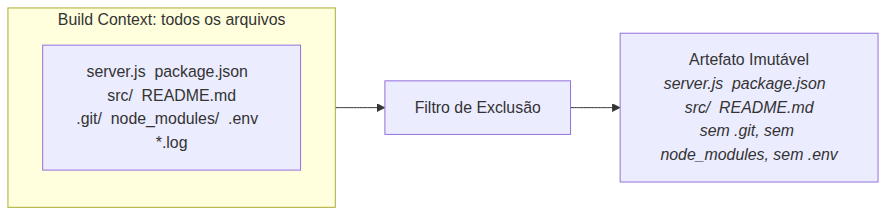 Build Context: todos os arquivos
server.js package.json
src/ README.md
.git/ node_modules/ .env
*.log
Filtro de Exclusão
Artefato Imutável
server.js package.json
src/ README.md
sem .git, sem
node_modules, sem .env